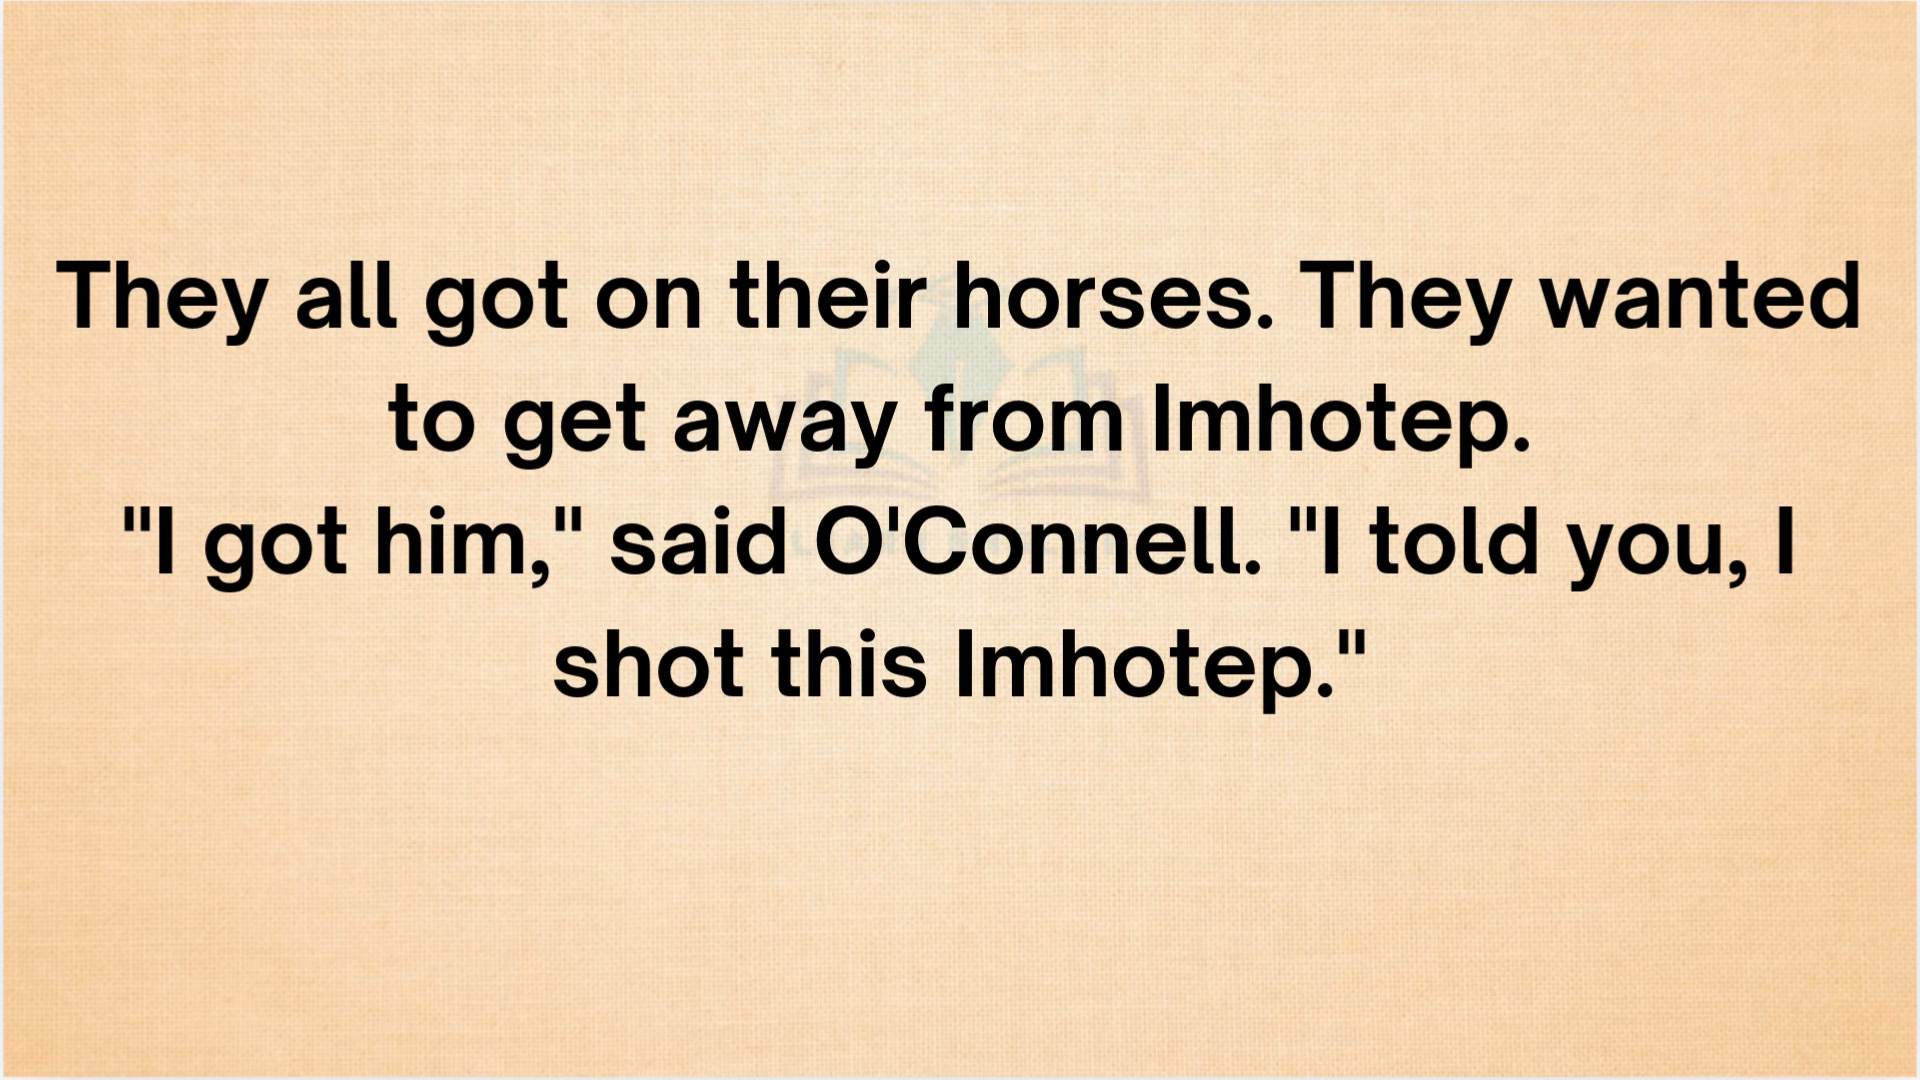 They all got on their horses. They wanted
to get away from Imhotep.
"I got him," said O'Connell. "I told you, I
shot this Imhotep."